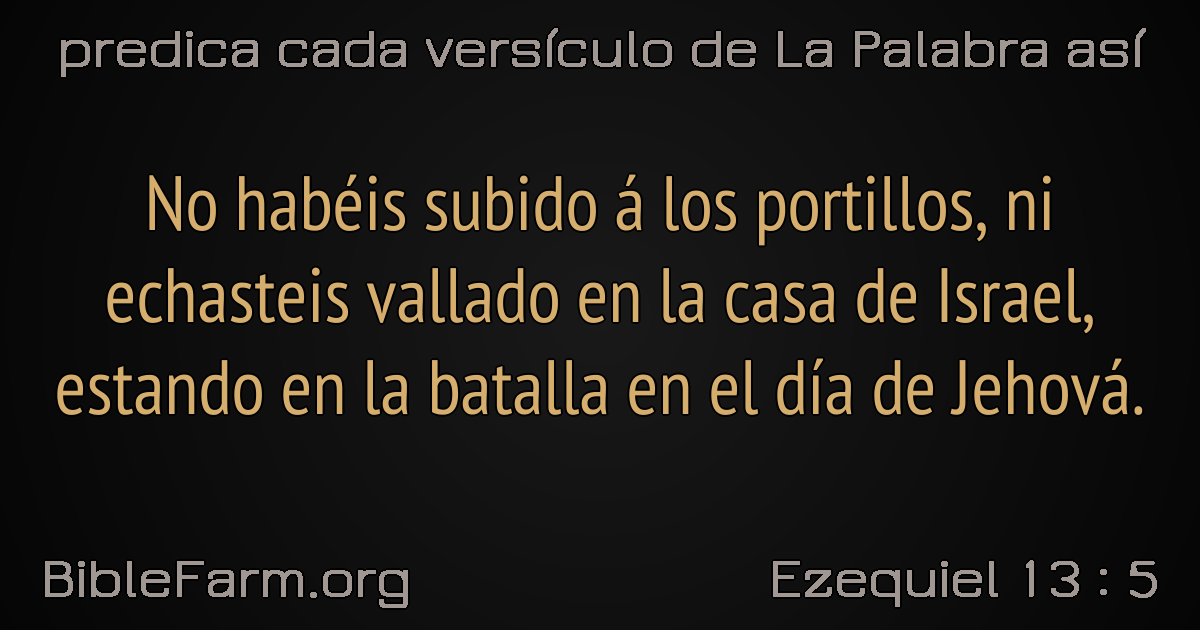 predica cada versículo de La Palabra así
No habéis subido á los portillos, ni
echasteis vallado en la casa de Israel,
estando en la batalla en el día de Jehová.
BibleFarm.org
Ezequiel 13 : 5